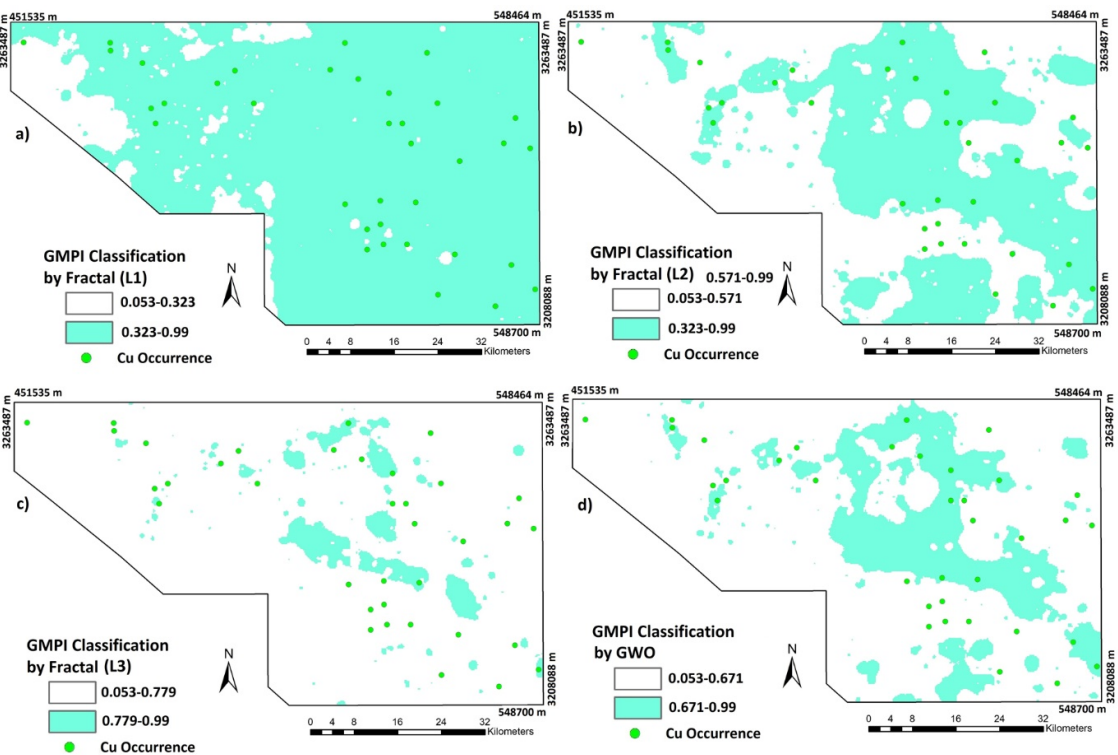 a)
451535 m
548464 m
3263487 m
3263487 m
GMPI Classification
by Fractal (L1)
0.053-0.323
0.323-0.99
Cu Occurrence
N
0 4 8 16 24 32
Kilometers
3208088 m
548700 m
b)
451535 m
548464 m
3263487 m
3263487 m
GMPI Classification
by Fractal (L2) 0.571-0.99
0.053-0.571
0.323-0.99
Cu Occurrence
N
0 4 8 16 24 32
Kilometers
3208088 m
548700 m
c)
451535 m
548464 m
3263487 m
3263487 m
GMPI Classification
by Fractal (L3)
0.053-0.779
0.779-0.99
Cu Occurrence
N
0 4 8 16 24 32
Kilometers
3208088 m
548700 m
d)
451535 m
548464 m
3263487 m
3263487 m
GMPI Classification
by GWO
0.053-0.671
0.671-0.99
Cu Occurrence
N
0 4 8 16 24 32
Kilometers
3208088 m
548700 m